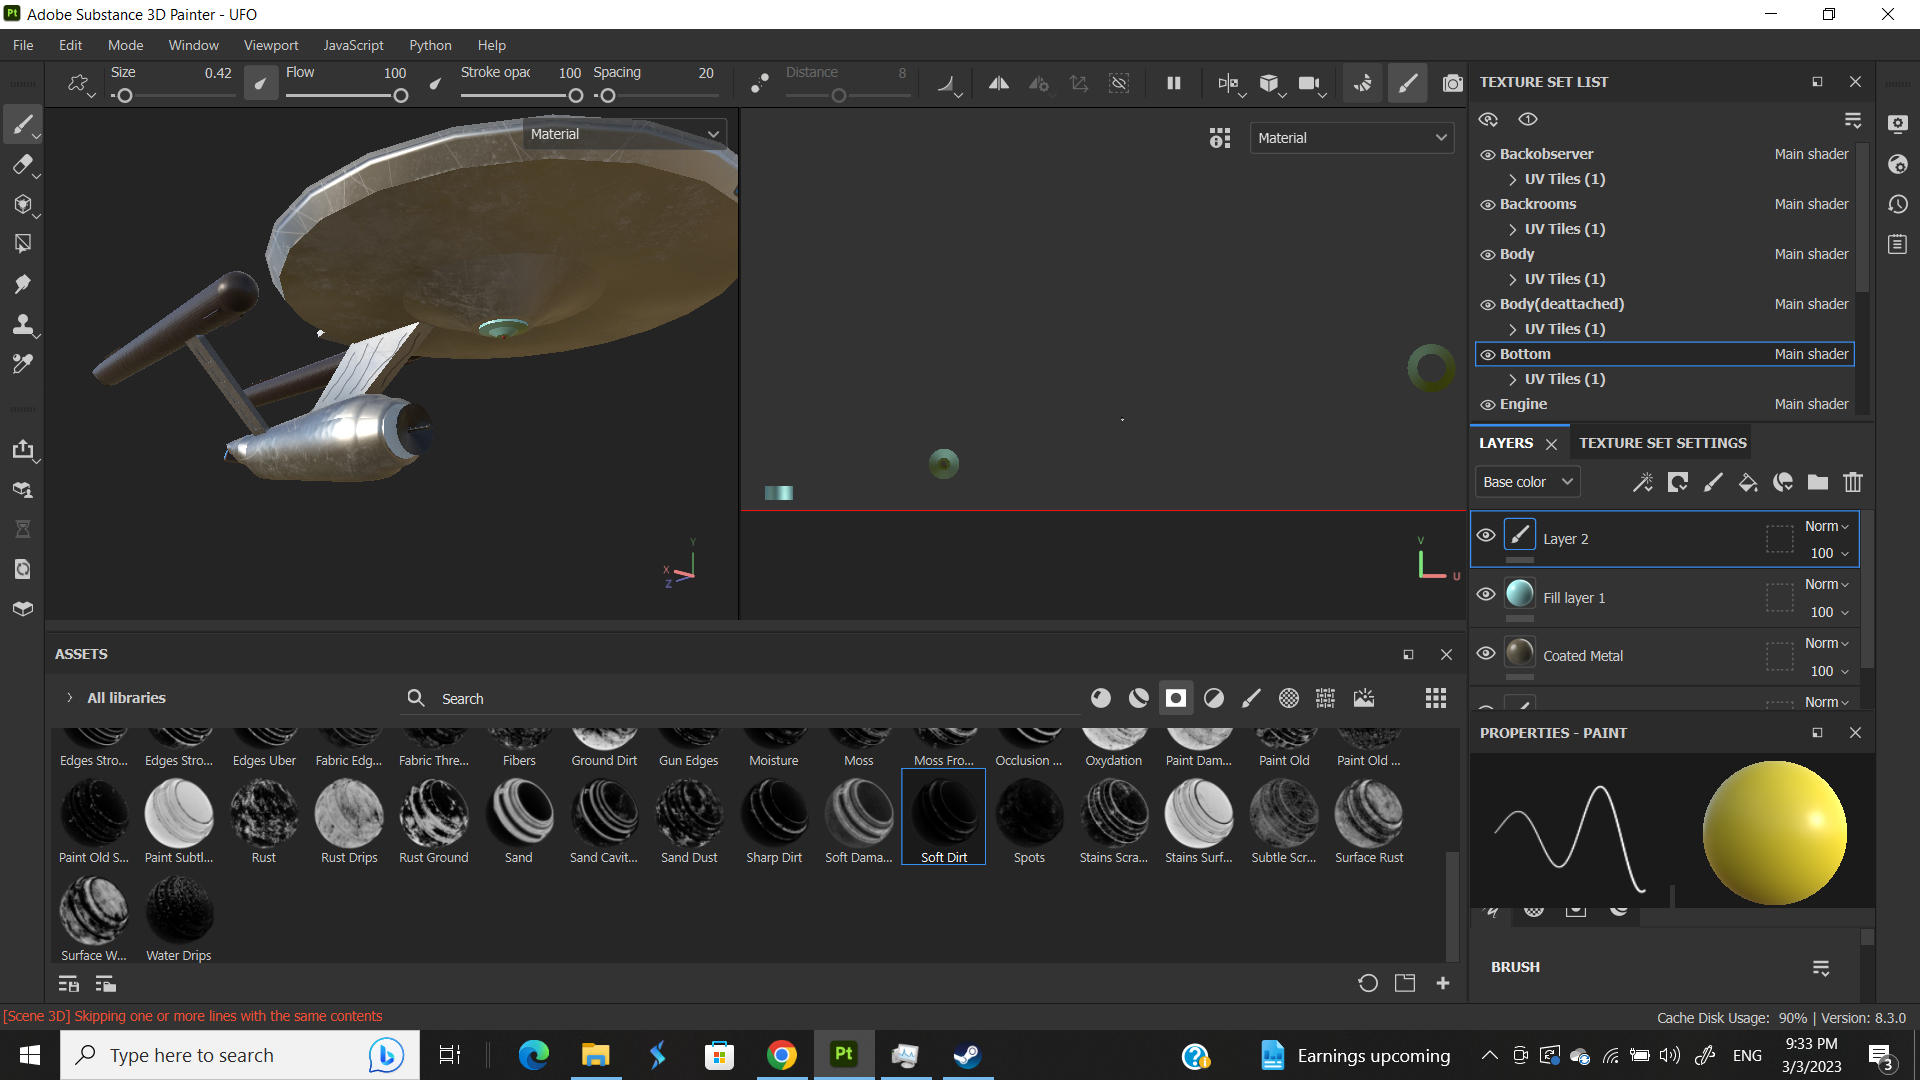 Adobe Substance 3D Painter - UFO
File Edit Mode Window Viewport JavaScript Python Help
Size 0.42 Flow 100 Stroke opac 100 Spacing 20 Distance 8
Material
Material
TEXTURE SET LIST
Backobserver Main shader
UV Tiles (1)
Backrooms Main shader
UV Tiles (1)
Body Main shader
UV Tiles (1)
Body(deattached) Main shader
UV Tiles (1)
Bottom Main shader
UV Tiles (1)
Engine Main shader
LAYERS TEXTURE SET SETTINGS
Base color
Layer 2 Norm 100
Fill layer 1 Norm 100
Coated Metal Norm 100
Norm
Y
X
Z
V
U
ASSETS
All libraries Search
Edges Stro... Edges Stro... Edges Uber Fabric Edg... Fabric Thre... Fibers Ground Dirt Gun Edges Moisture Moss Moss Fro... Occlusion ... Oxydation Paint Dam... Paint Old Paint Old ...
Paint Old S... Paint Subtl... Rust Rust Drips Rust Ground Sand Sand Cavit... Sand Dust Sharp Dirt Soft Dama... Soft Dirt Spots Stains Scra... Stains Surf... Subtle Scr... Surface Rust
Surface W... Water Drips
PROPERTIES - PAINT
BRUSH
[Scene 3D] Skipping one or more lines with the same contents
Cache Disk Usage: 90% | Version: 8.3.0
Type here to search
Pt
Earnings upcoming
ENG
9:33 PM
3/3/2023
3